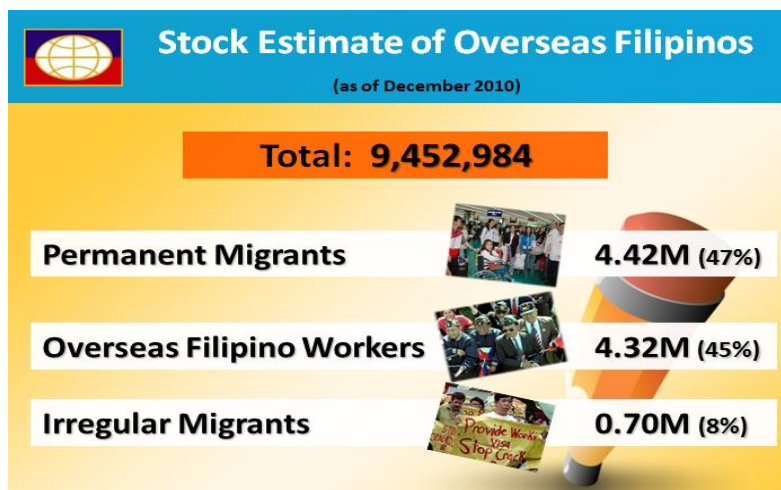 Stock Estimate of Overseas Filipinos
(as of December 2010)
Total: 9,452,984
Permanent Migrants 4.42M (47%)
Overseas Filipino Workers 4.32M (45%)
Irregular Migrants 0.70M (8%)
Provide Work
Visa
Stop Crack